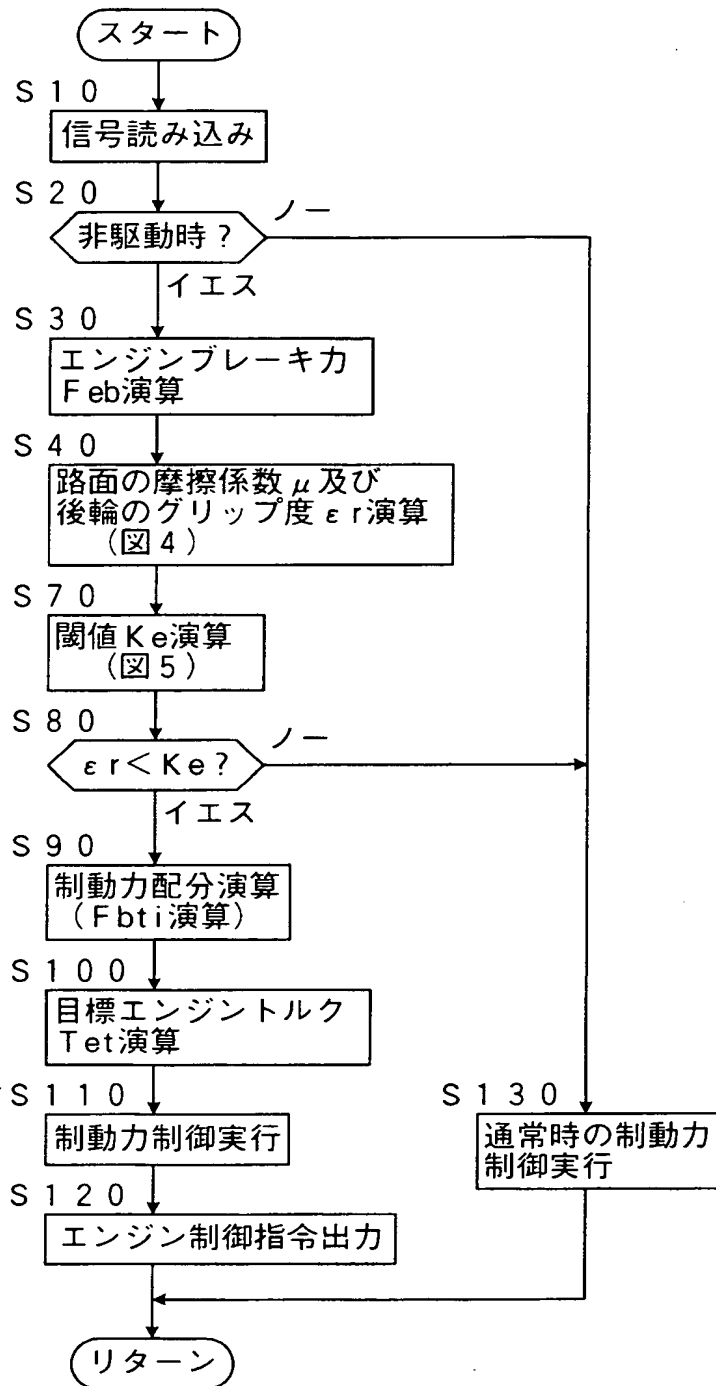 スタート
S10
信号読み込み
S20
非駆動時?
ノー
イエス
S30
エンジンブレーキ力
Feb演算
S40
路面の摩擦係数μ及び
後輪のグリップ度εr演算
(図4)
S70
閾値Ke演算
(図5)
S80
εr<Ke?
ノー
イエス
S90
制動力配分演算
(Fbti演算)
S100
目標エンジントルク
Tet演算
S110
制動力制御実行
S120
エンジン制御指令出力
S130
通常時の制動力
制御実行
リターン